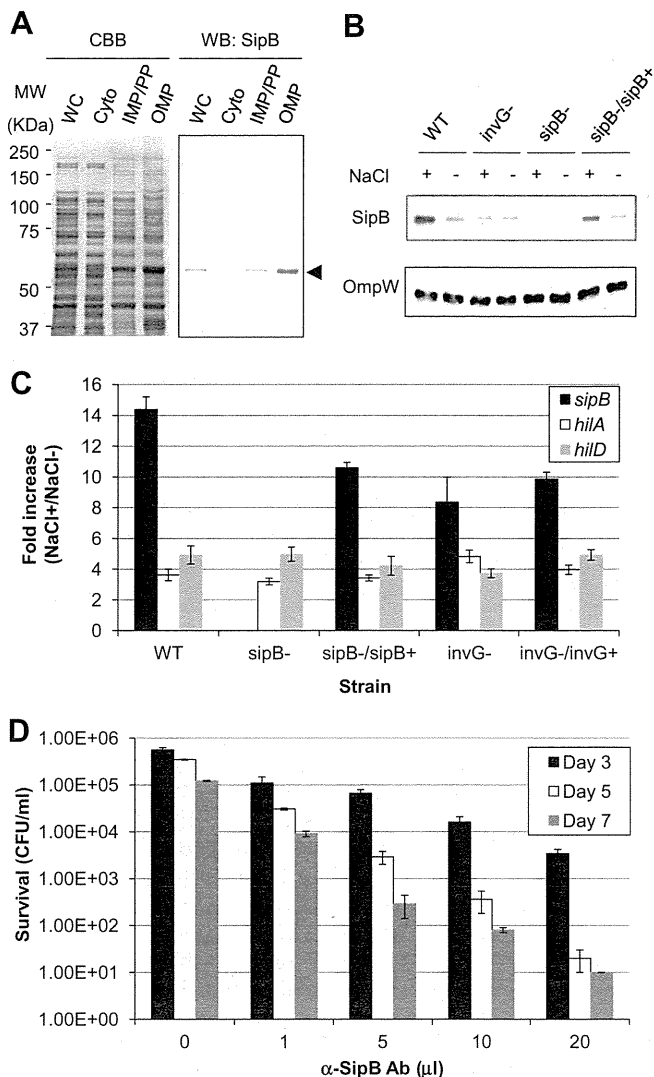 A
CBB
WB: SipB
MW
(KDa)
WC
Cyto
IMP/PP
OMP
WC
Cyto
IMP/PP
OMP
250
150
100
75
50
37
B
WT
invG-
sipB-
sipB-/sipB+
NaCl
+ - + - + - + -
SipB
OmpW
C
Fold increase
(NaCl+/NaCl-)
16
14
12
10
8
6
4
2
0
sipB
hilA
hilD
WT
sipB-
sipB-/sipB+
invG-
invG-/invG+
Strain
D
Survival (CFU/ml)
1.00E+06
1.00E+05
1.00E+04
1.00E+03
1.00E+02
1.00E+01
1.00E+00
Day 3
Day 5
Day 7
0
1
5
10
20
α-SipB Ab (μl)